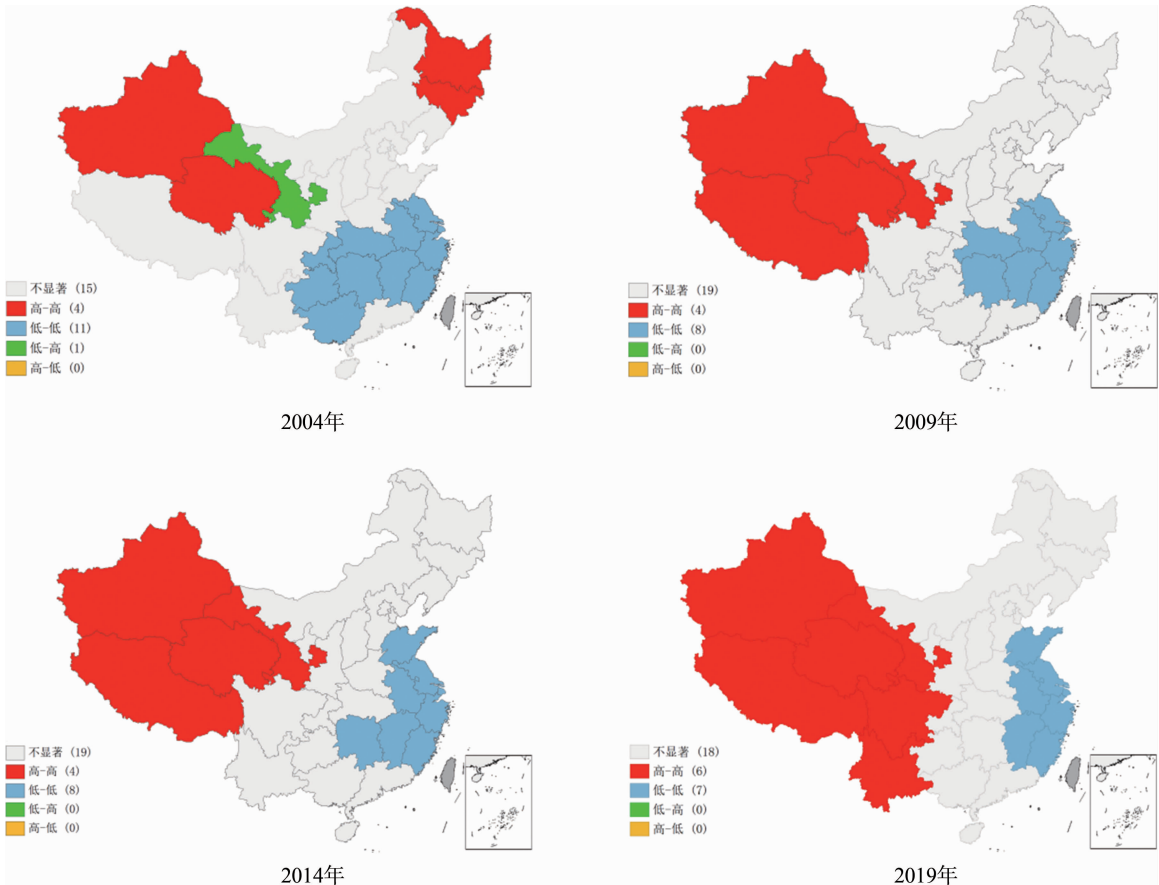 不显著 (15)
高-高 (4)
低-低 (11)
低-高 (1)
高-低 (0)
2004年
不显著 (19)
高-高 (4)
低-低 (8)
低-高 (0)
高-低 (0)
2009年
不显著 (19)
高-高 (4)
低-低 (8)
低-高 (0)
高-低 (0)
2014年
不显著 (18)
高-高 (6)
低-低 (7)
低-高 (0)
高-低 (0)
2019年